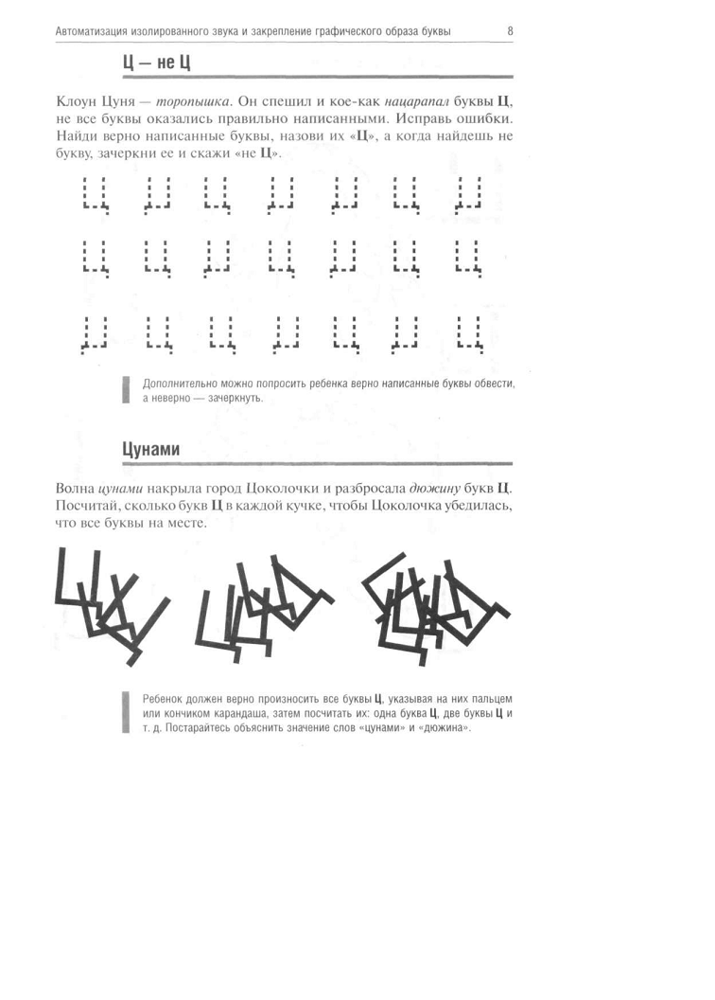 Автоматизация изолированного звука и закрепление графического образа буквы 8
Ц — не Ц
Клоун Цуня — торопышка. Он спешил и кое-как нацарапал буквы Ц,
не все буквы оказались правильно написанными. Исправь ошибки.
Найди верно написанные буквы, назови их «Ц», а когда найдешь не
букву, зачеркни ее и скажи «не Ц».
Дополнительно можно попросить ребенка верно написанные буквы обвести,
а неверно — зачеркнуть.
Цунами
Волна цунами накрыла город Цоколочки и разбросала дюжину букв Ц.
Посчитай, сколько букв Ц в каждой кучке, чтобы Цоколочка убедилась,
что все буквы на месте.
Ребенок должен верно произносить все буквы Ц, указывая на них пальцем
или кончиком карандаша, затем посчитать их: одна буква Ц, две буквы Ц и
т. д. Постарайтесь объяснить значение слов «цунами» и «дюжина».